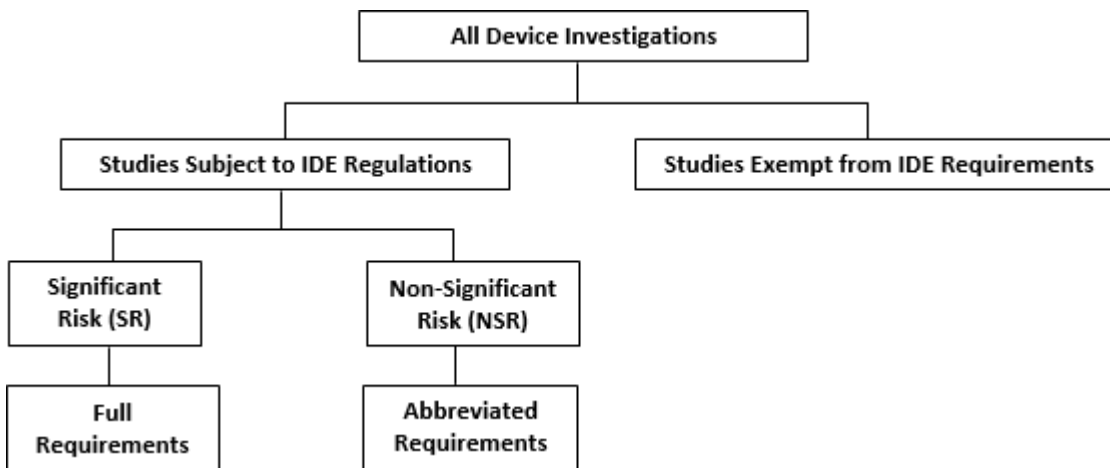 All Device Investigations
Studies Subject to IDE Regulations
Studies Exempt from IDE Requirements
Significant
Risk (SR)
Non-Significant
Risk (NSR)
Full
Requirements
Abbreviated
Requirements